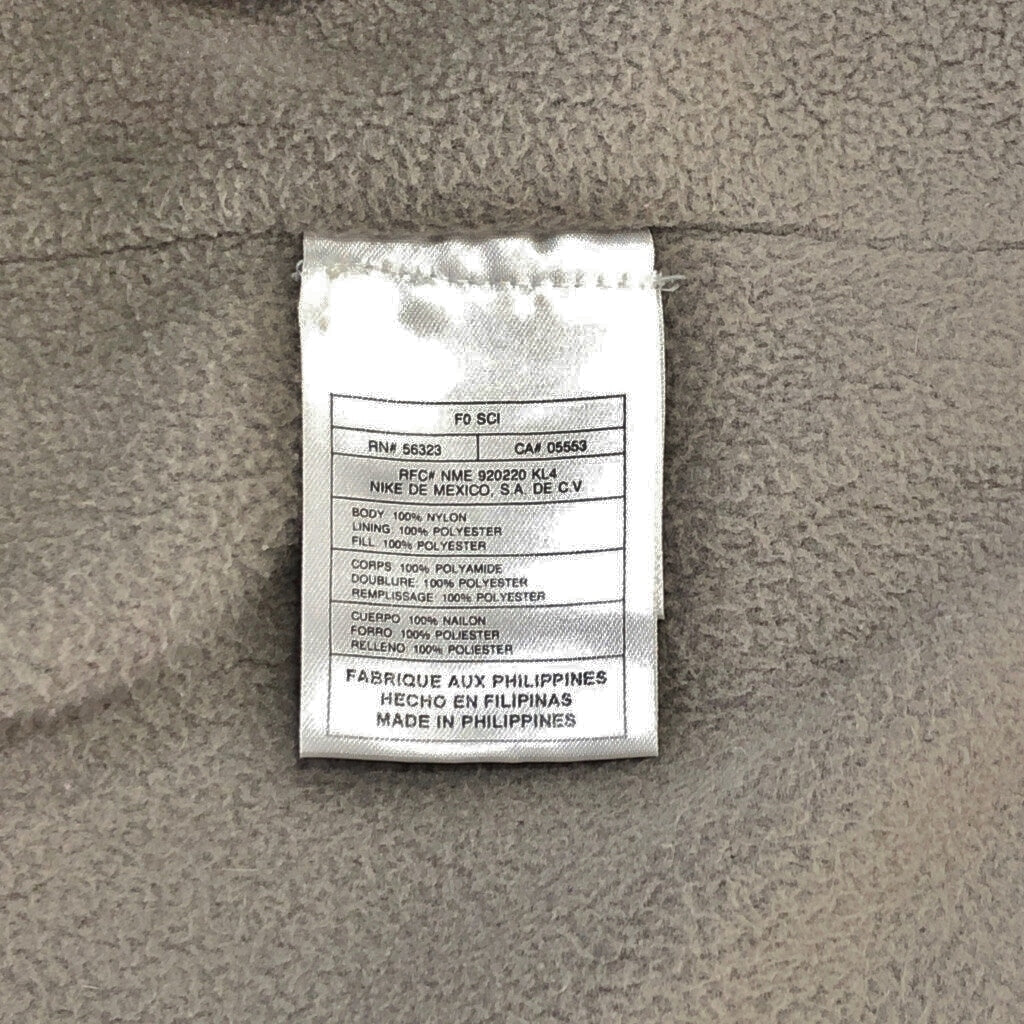 F0 SCI
RN# 56323 CA# 05553
RFC# NME 920220 KL4
NIKE DE MEXICO, S.A. DE C.V
BODY 100% NYLON
LINING 100% POLYESTER
FILL 100% POLYESTER
CORPS 100% POLYAMIDE
DOUBLURE 100% POLYESTER
REMPLISSAGE 100% POLYESTER
CUERPO 100% NAILON
FORRO 100% POLIESTER
RELLENO 100% POLIESTER
FABRIQUE AUX PHILIPPINES
HECHO EN FILIPINAS
MADE IN PHILIPPINES